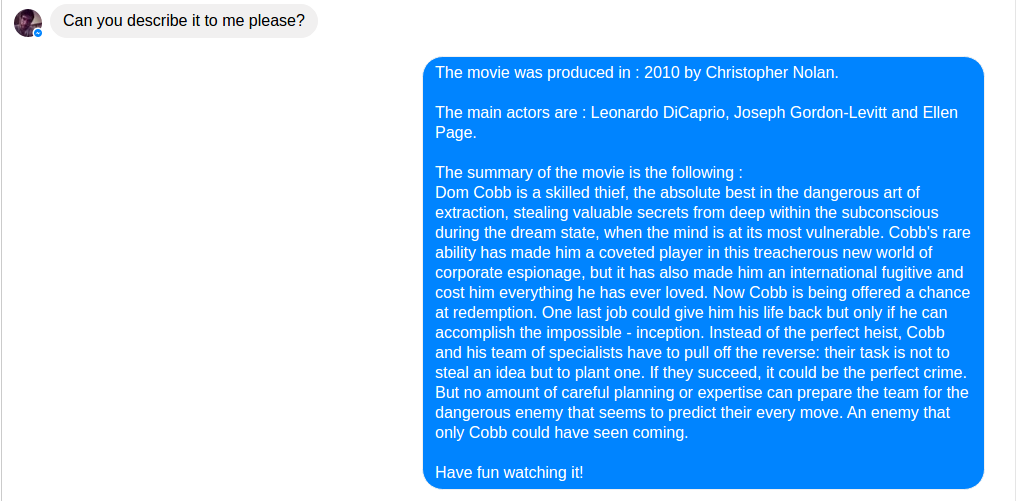 Can you describe it to me please?
The movie was produced in : 2010 by Christopher Nolan.
The main actors are : Leonardo DiCaprio, Joseph Gordon-Levitt and Ellen
Page.
The summary of the movie is the following :
Dom Cobb is a skilled thief, the absolute best in the dangerous art of
extraction, stealing valuable secrets from deep within the subconscious
during the dream state, when the mind is at its most vulnerable. Cobb's rare
ability has made him a coveted player in this treacherous new world of
corporate espionage, but it has also made him an international fugitive and
cost him everything he has ever loved. Now Cobb is being offered a chance
at redemption. One last job could give him his life back but only if he can
accomplish the impossible - inception. Instead of the perfect heist, Cobb
and his team of specialists have to pull off the reverse: their task is not to
steal an idea but to plant one. If they succeed, it could be the perfect crime.
But no amount of careful planning or expertise can prepare the team for the
dangerous enemy that seems to predict their every move. An enemy that
only Cobb could have seen coming.
Have fun watching it!